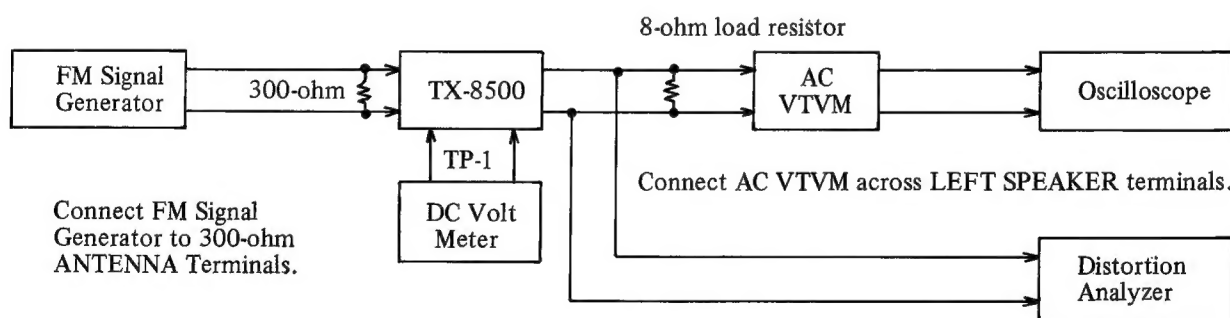 8-ohm load resistor
FM Signal
Generator
300-ohm
TX-8500
AC
VTVM
Oscilloscope
TP-1
DC Volt
Meter
Connect AC VTVM across LEFT SPEAKER terminals.
Connect FM Signal
Generator to 300-ohm
ANTENNA Terminals.
Distortion
Analyzer